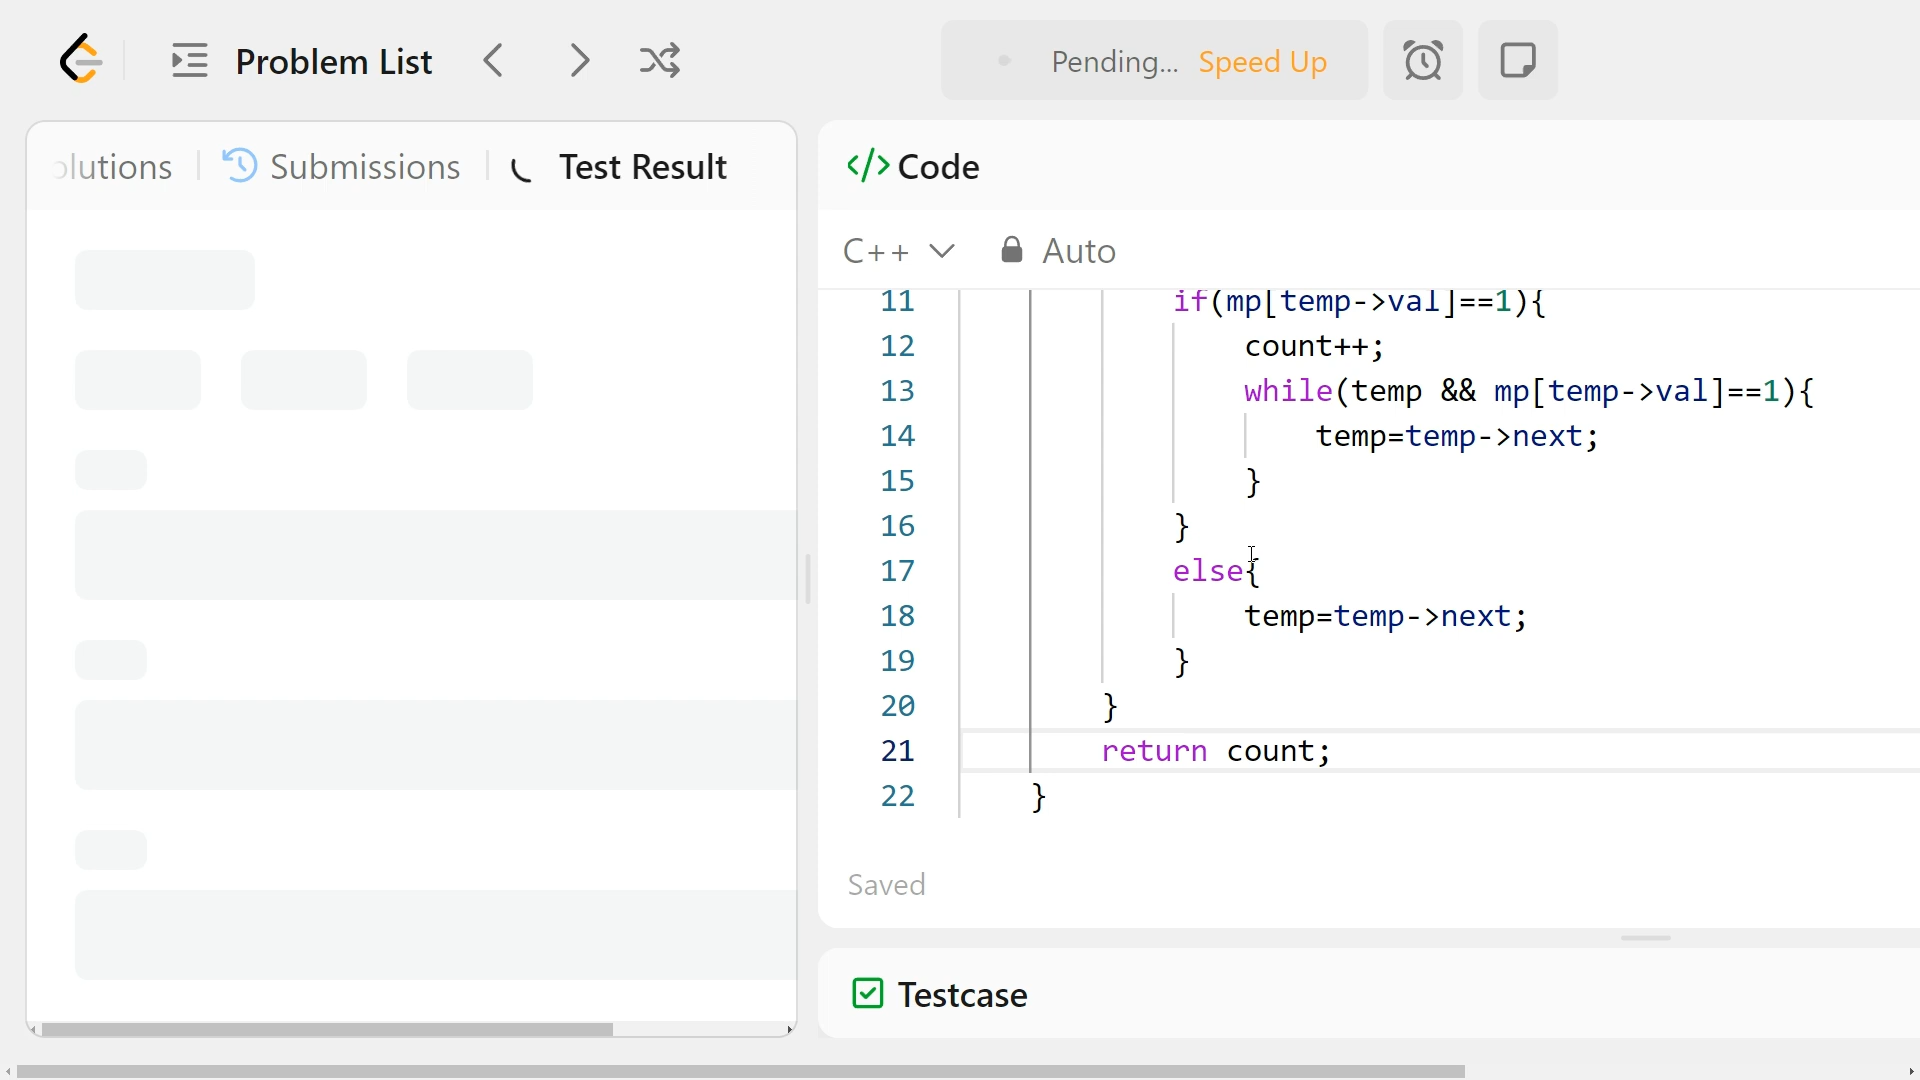 Problem List
Pending... Speed Up
olutions
Submissions
Test Result
</> Code
C++
Auto
11 if(mp[temp->val]==1){
12 count++;
13 while(temp && mp[temp->val]==1){
14 temp=temp->next;
15 }
16 }
17 else{
18 temp=temp->next;
19 }
20 }
21 return count;
22 }
Saved
Testcase